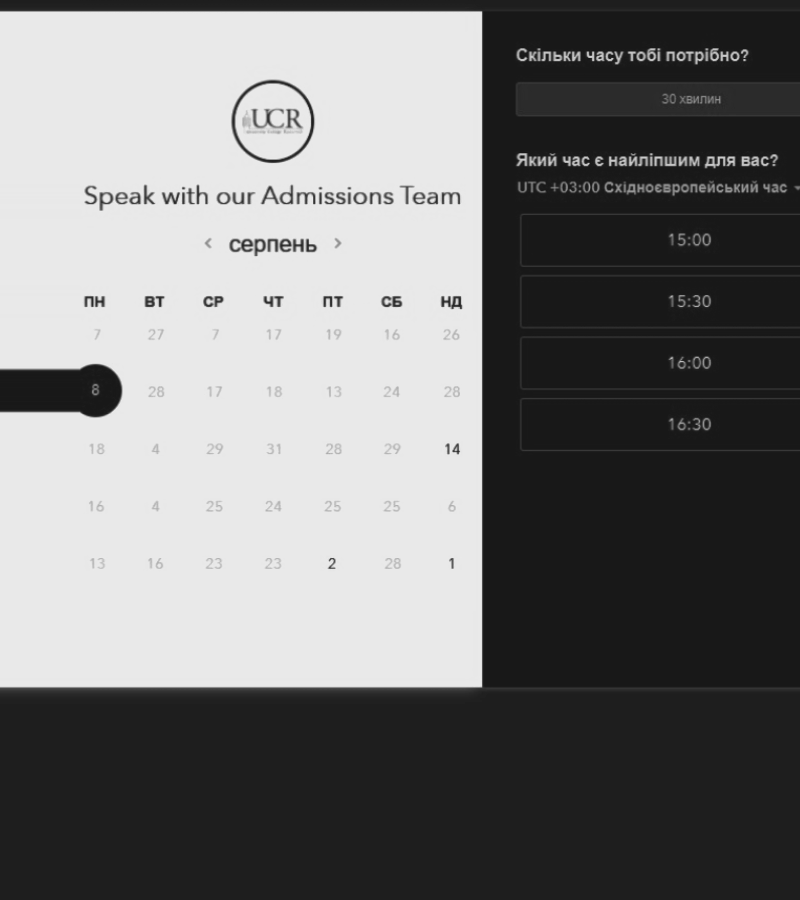 UCR
Speak with our Admissions Team
серпень
ПН ВТ СР ЧТ ПТ СБ НД
7 27 7 17 19 16 26
8 28 17 18 13 24 28
18 4 29 31 28 29 14
16 4 25 24 25 25 6
13 16 23 23 2 28 1
Скільки часу тобі потрібно?
30 хвилин
Який час є найліпшим для вас?
UTC +03:00 Східноєвропейський час
15:00
15:30
16:00
16:30